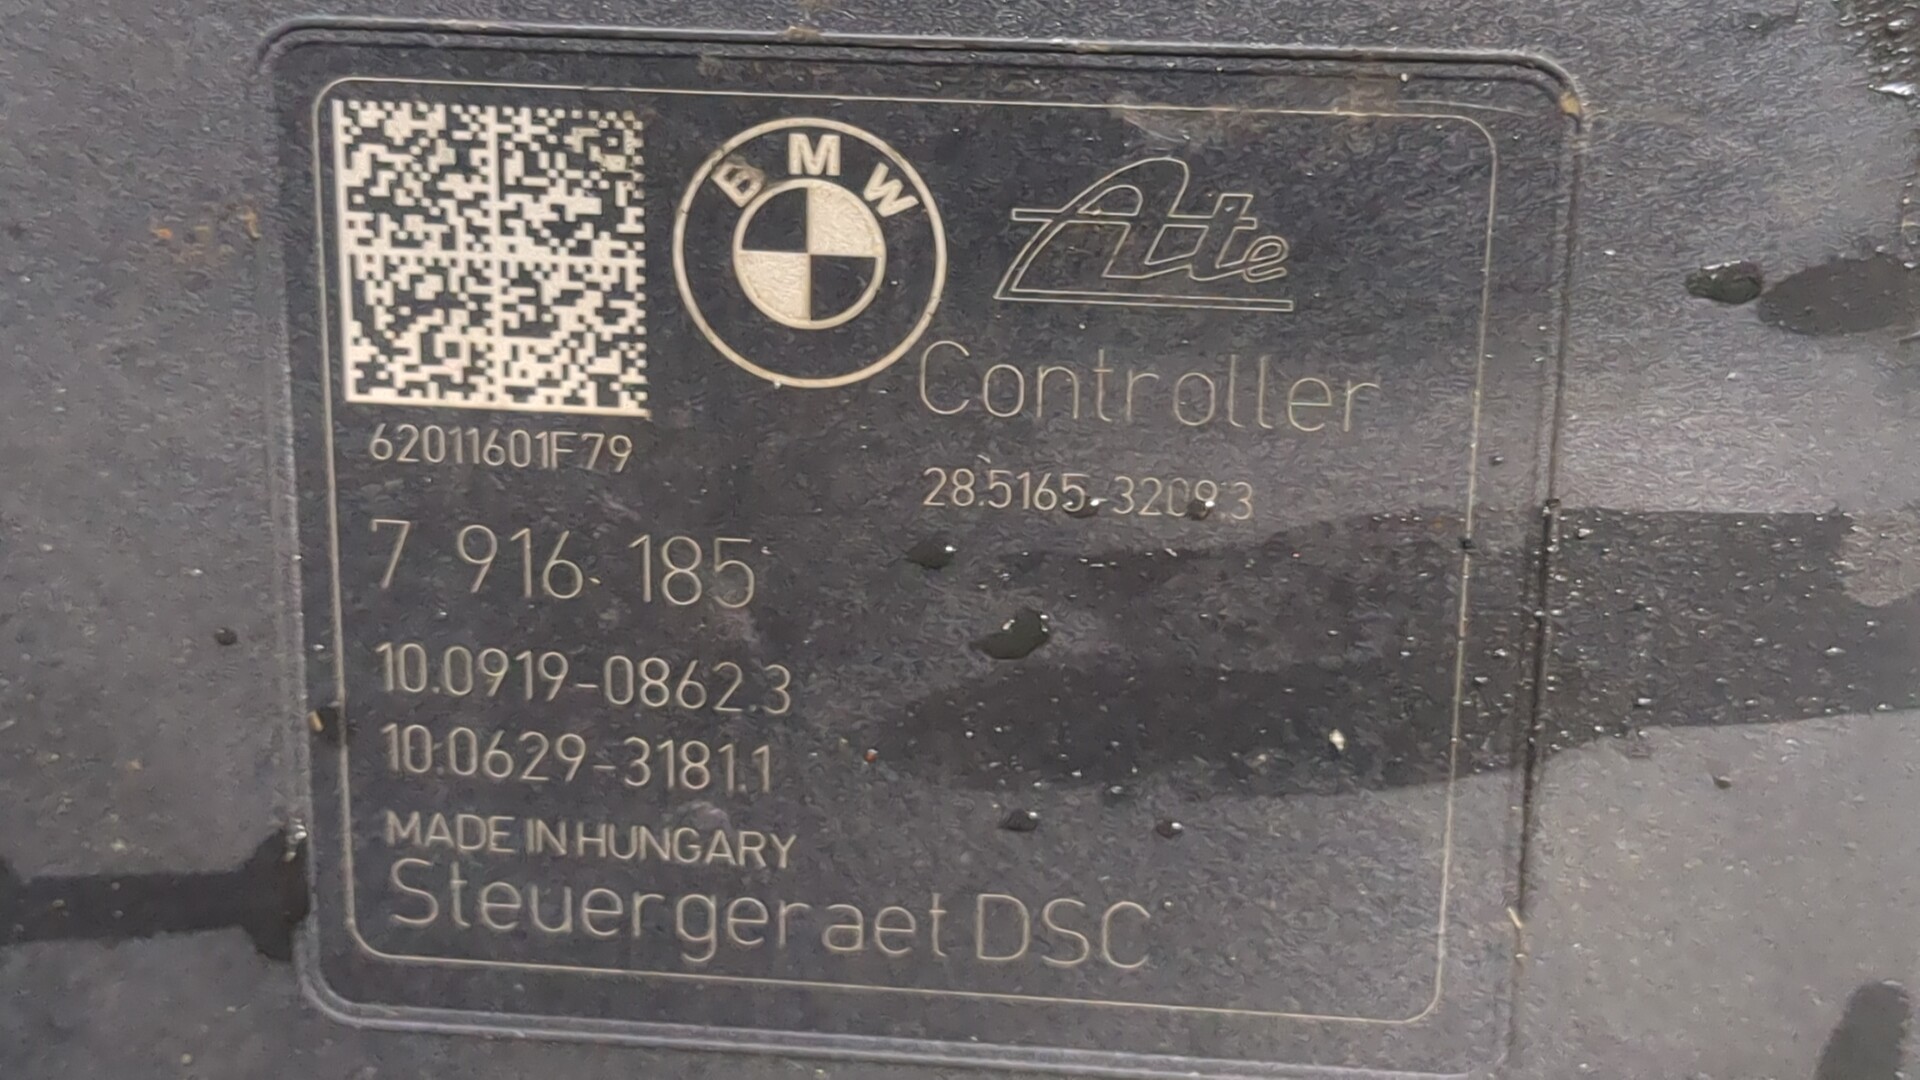 BMW
Ate
Controller
62011601F79
28.5165-3209.3
7 916 185
10.0919-0862.3
10.0629-3181.1
MADE IN HUNGARY
Steuergeraet DSC